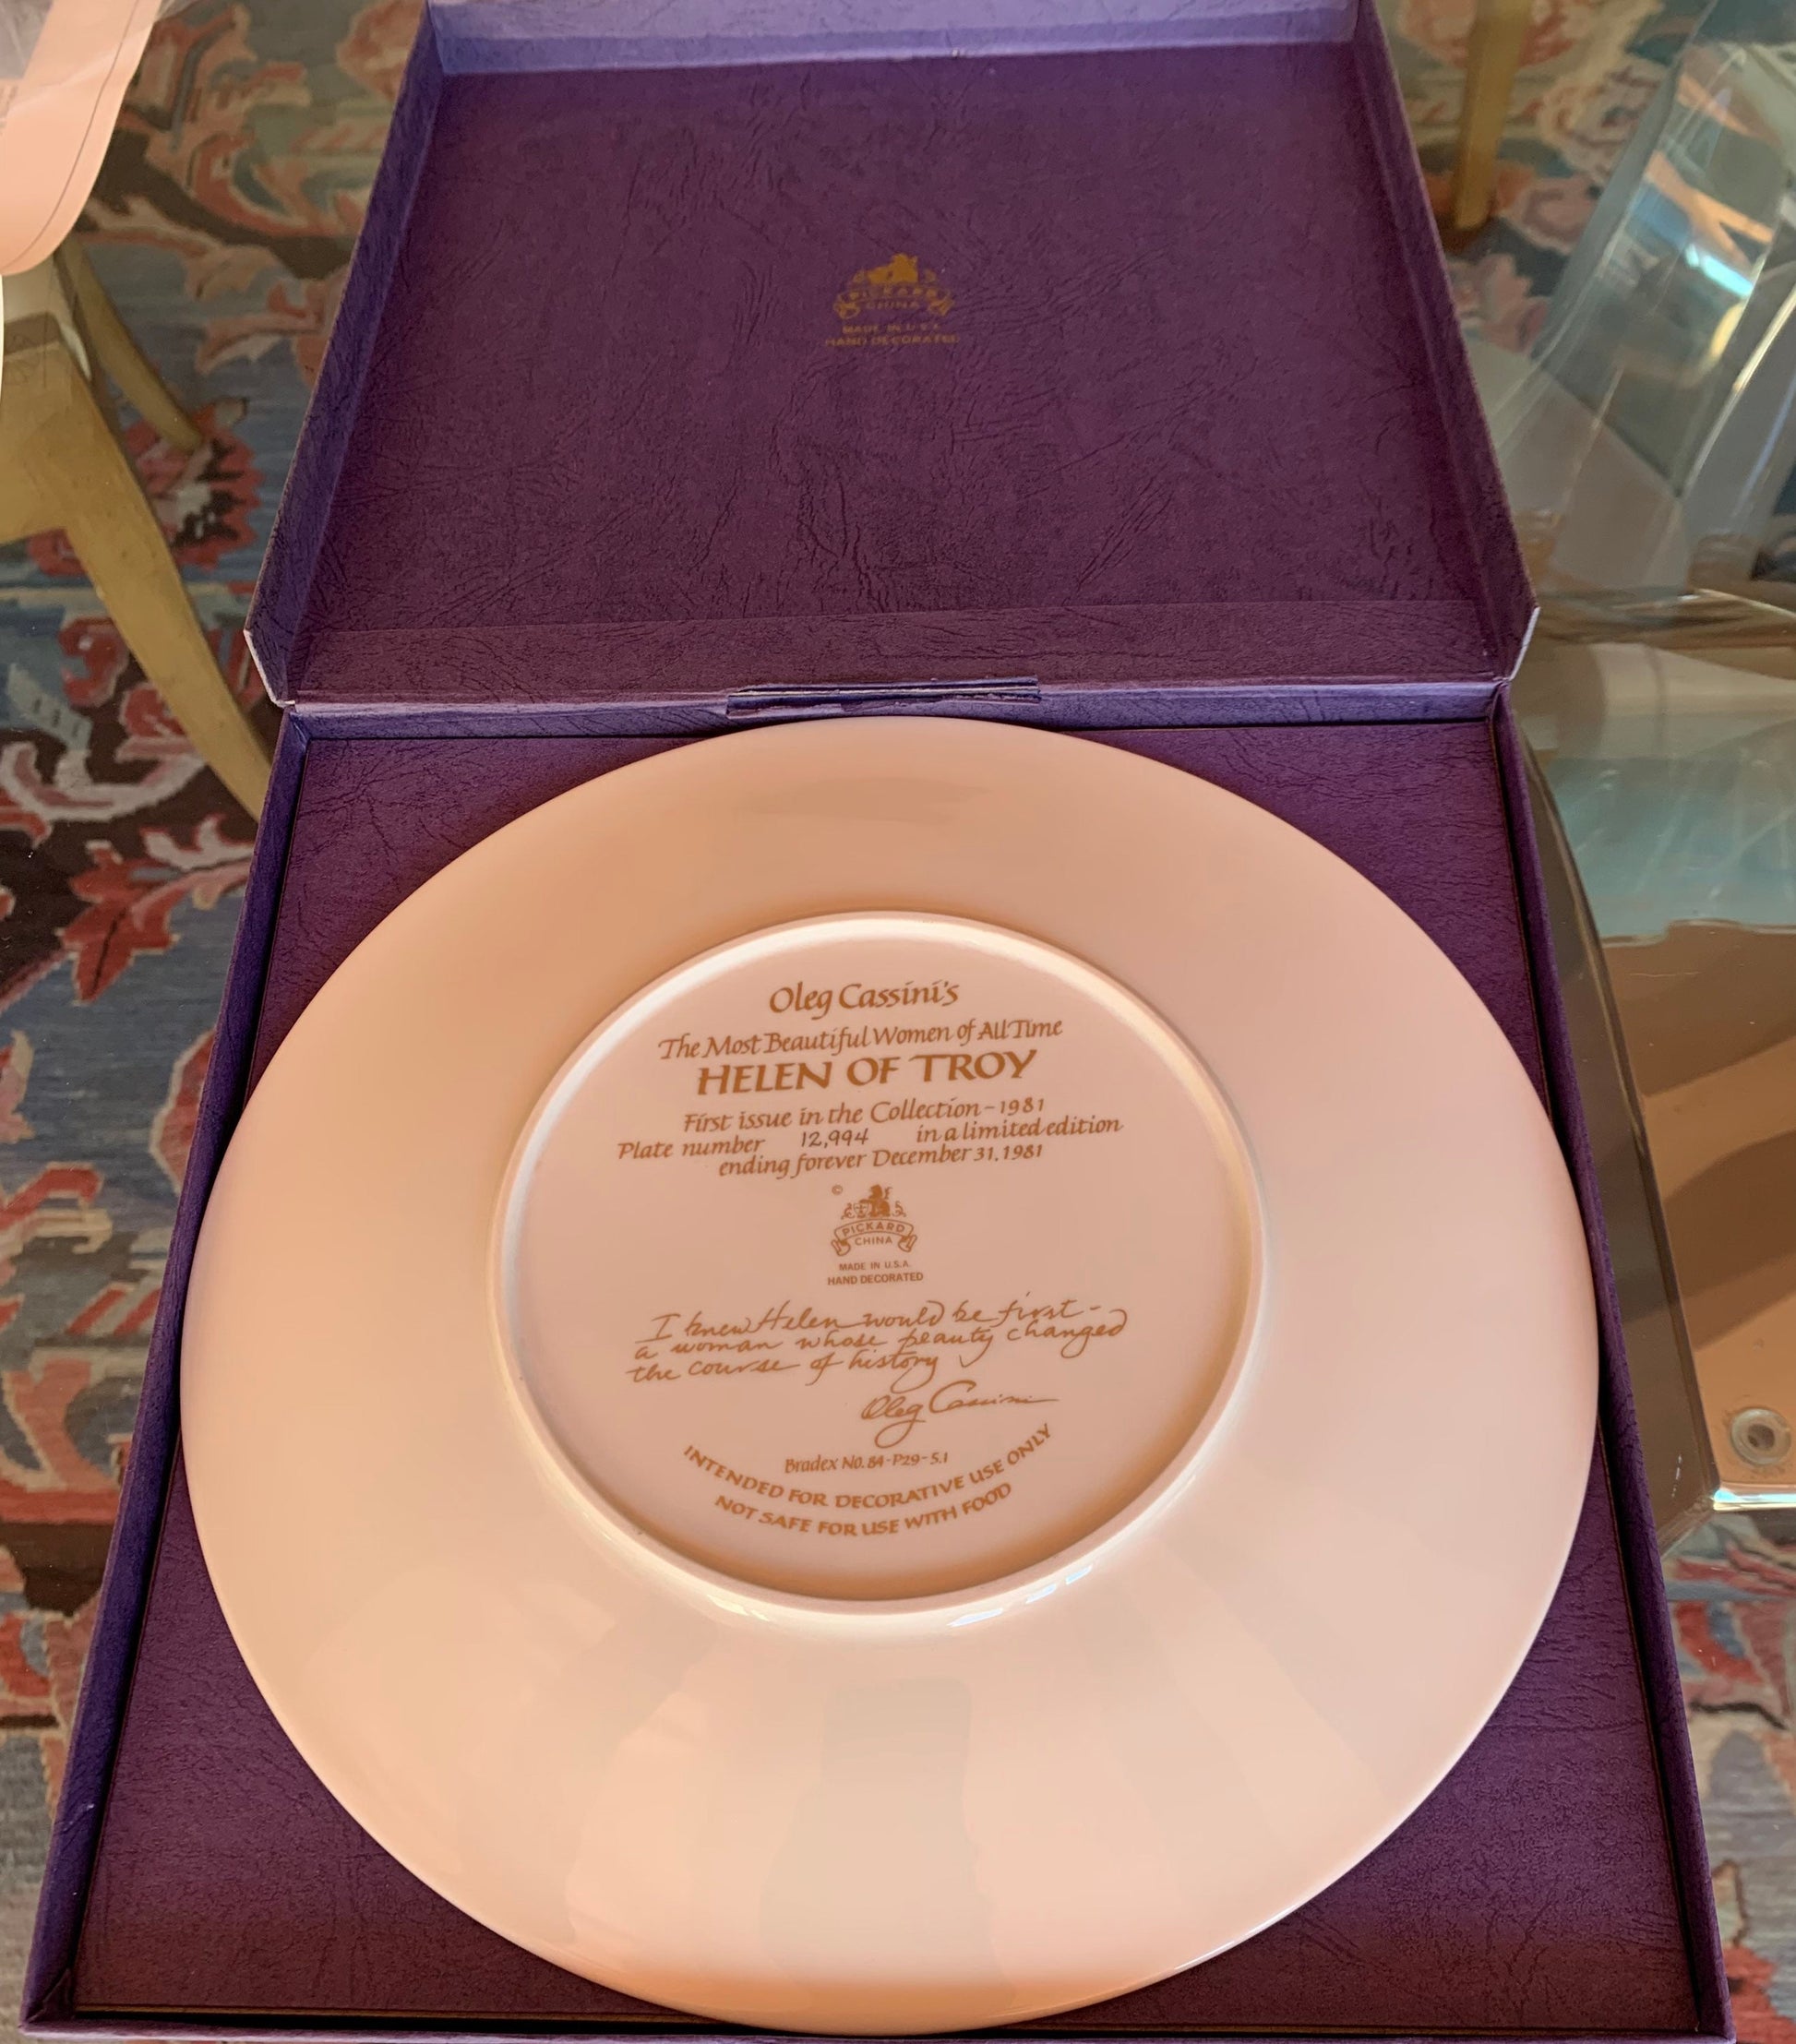 PICKARD
CHINA
MADE IN U.S.A.
HAND DECORATED
Oleg Cassini's
The Most Beautiful Women of All Time
HELEN OF TROY
First issue in the Collection - 1981
Plate number 12,994 in a limited edition
ending forever December 31, 1981
©
PICKARD
CHINA
MADE IN U.S.A.
HAND DECORATED
I knew Helen would be first -
a woman whose beauty changed
the course of history
Oleg Cassini
Bradex No. 84-P29-5.1
INTENDED FOR DECORATIVE USE ONLY
NOT SAFE FOR USE WITH FOOD